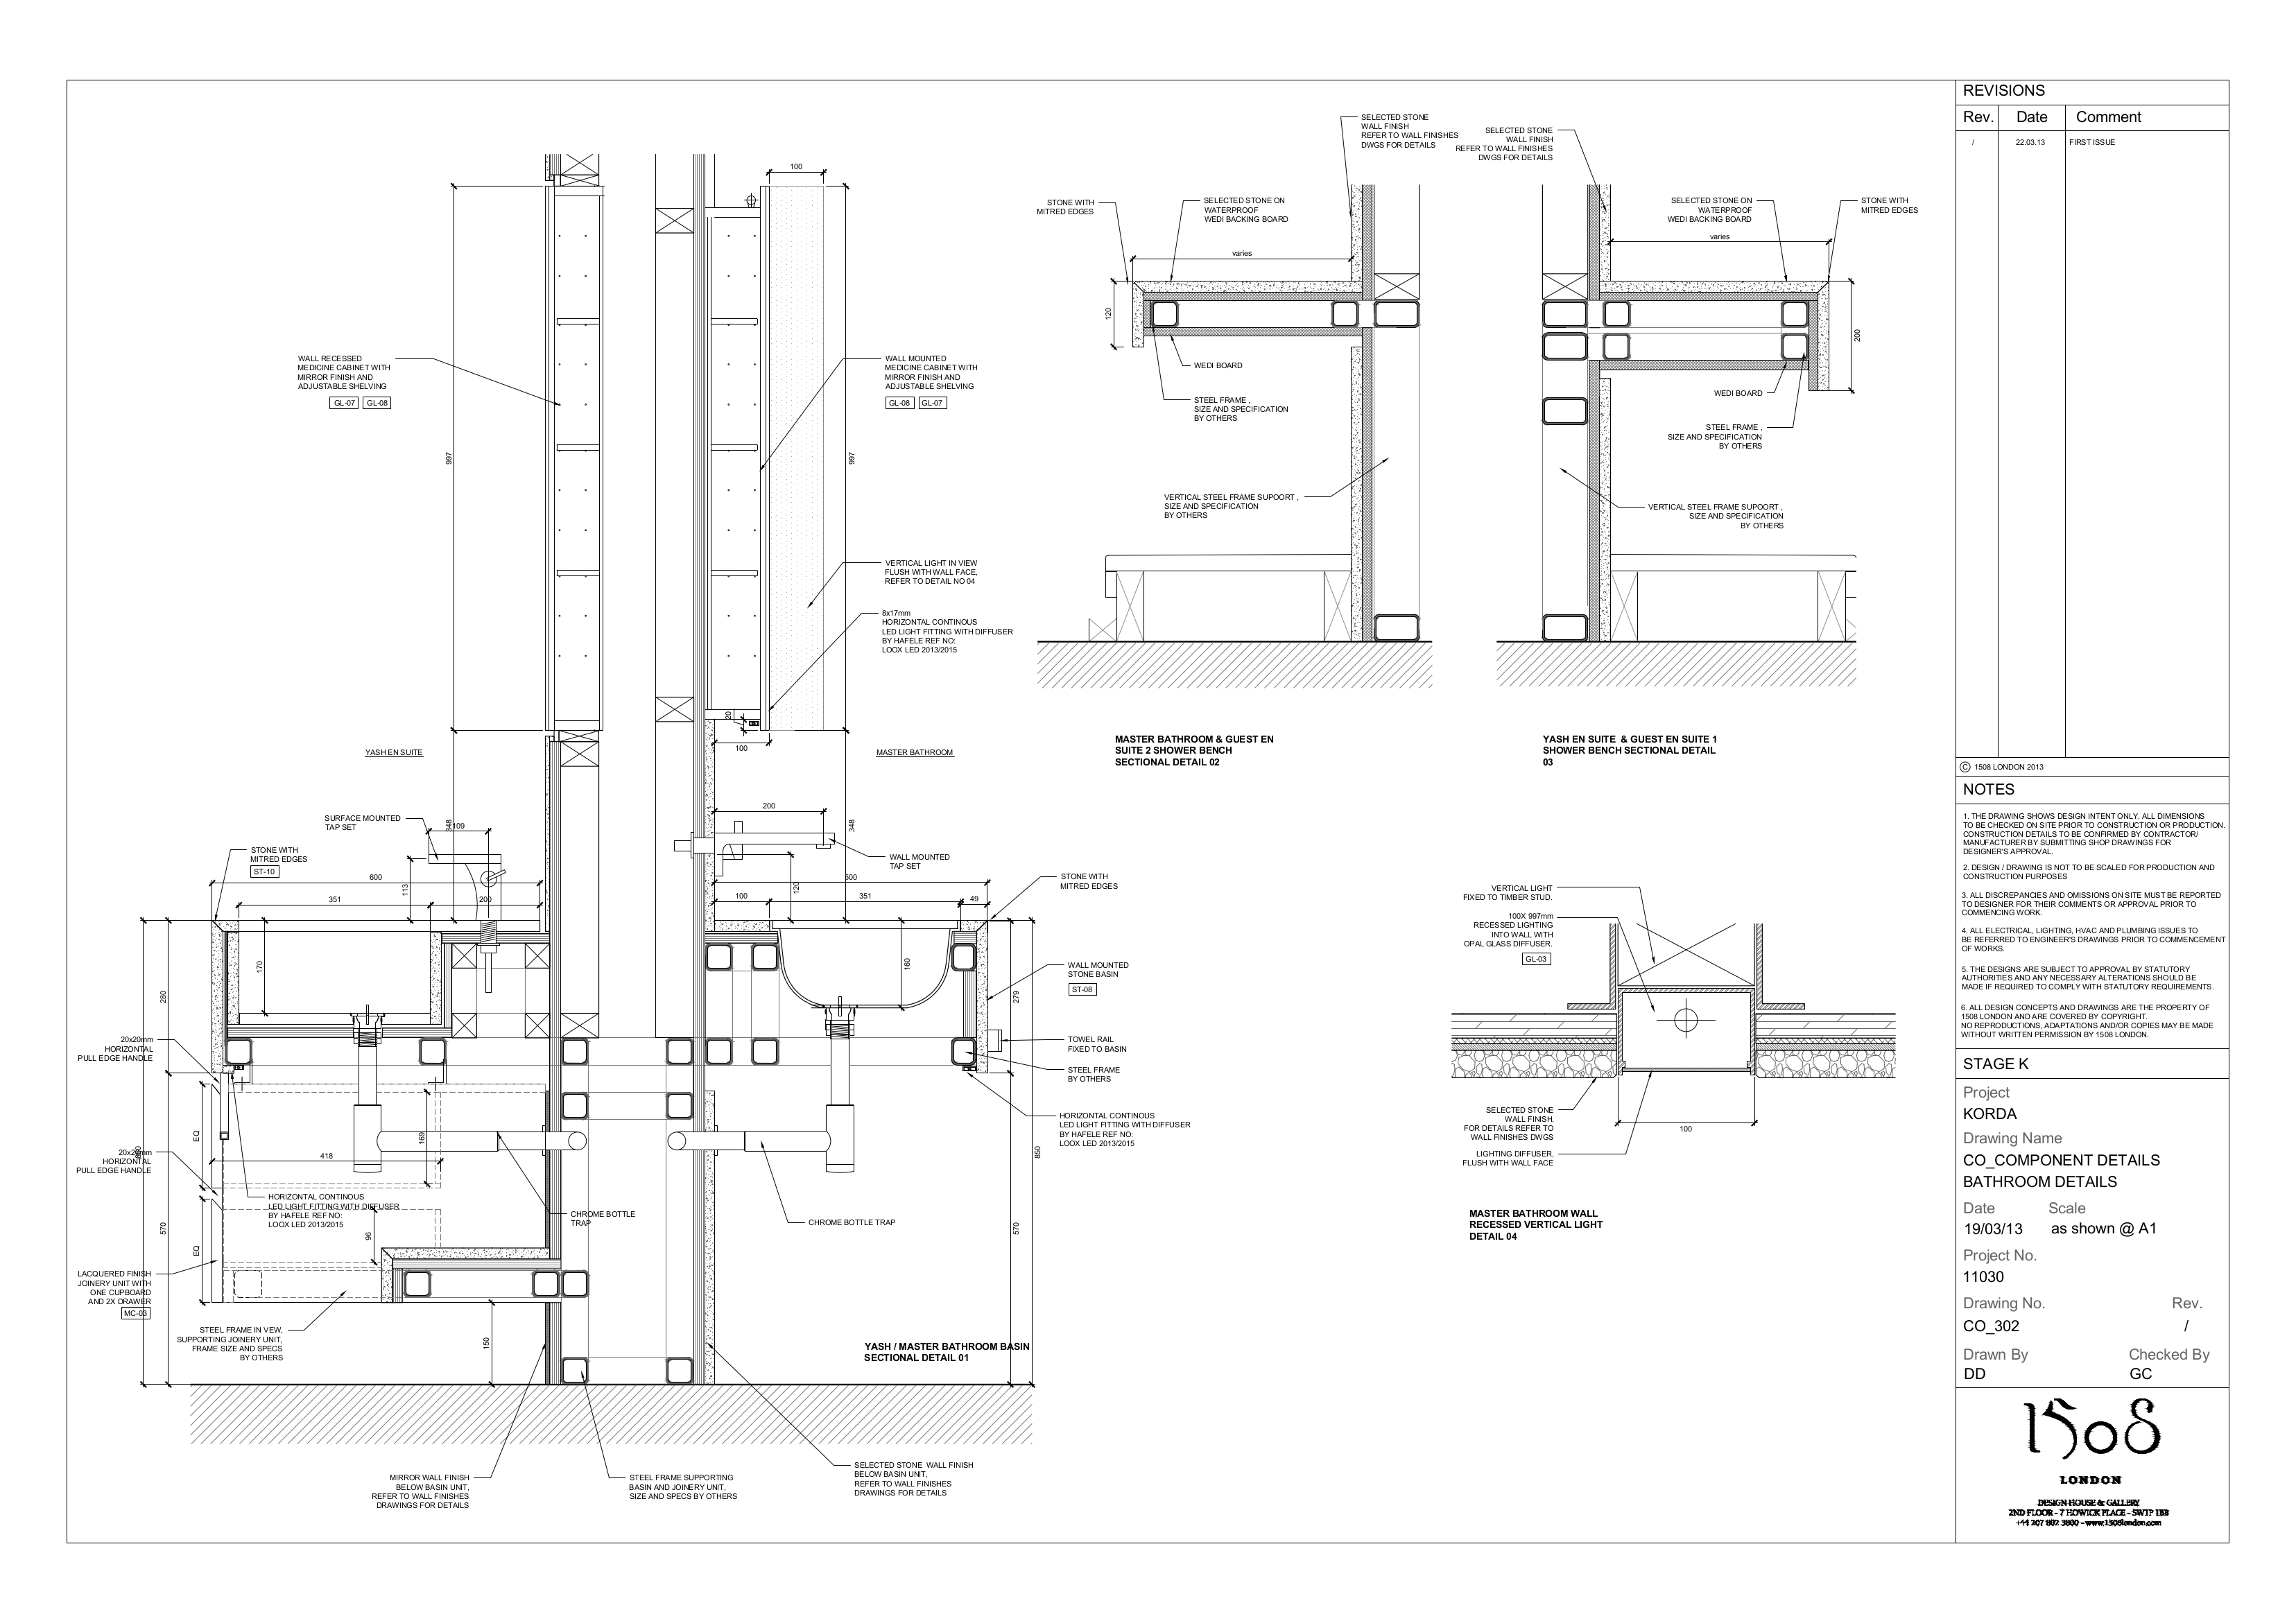 SELECTED STONE
WALL FINISH
REFER TO WALL FINISHES
DWGS FOR DETAILS
SELECTED STONE
WALL FINISH
REFER TO WALL FINISHES
DWGS FOR DETAILS
100
STONE WITH
MITRED EDGES
SELECTED STONE ON
WATERPROOF
WEDI BACKING BOARD
SELECTED STONE ON
WATERPROOF
WEDI BACKING BOARD
STONE WITH
MITRED EDGES
varies
varies
120
200
WALL RECESSED
MEDICINE CABINET WITH
MIRROR FINISH AND
ADJUSTABLE SHELVING
GL-07 GL-08
WALL MOUNTED
MEDICINE CABINET WITH
MIRROR FINISH AND
ADJUSTABLE SHELVING
GL-08 GL-07
WEDI BOARD
STEEL FRAME ,
SIZE AND SPECIFICATION
BY OTHERS
WEDI BOARD
STEEL FRAME ,
SIZE AND SPECIFICATION
BY OTHERS
997
997
VERTICAL STEEL FRAME SUPOORT ,
SIZE AND SPECIFICATION
BY OTHERS
VERTICAL STEEL FRAME SUPOORT ,
SIZE AND SPECIFICATION
BY OTHERS
VERTICAL LIGHT IN VIEW
FLUSH WITH WALL FACE,
REFER TO DETAIL NO 04
8x17mm
HORIZONTAL CONTINOUS
LED LIGHT FITTING WITH DIFFUSER
BY HAFELE REF NO:
LOOX LED 2013/2015
20
100
YASH EN SUITE
MASTER BATHROOM
MASTER BATHROOM & GUEST EN
SUITE 2 SHOWER BENCH
SECTIONAL DETAIL 02
YASH EN SUITE & GUEST EN SUITE 1
SHOWER BENCH SECTIONAL DETAIL
03
SURFACE MOUNTED
TAP SET
348
109
200
348
STONE WITH
MITRED EDGES
ST-10
WALL MOUNTED
TAP SET
600
113
120
500
351
200
100
351
49
STONE WITH
MITRED EDGES
170
160
280
279
WALL MOUNTED
STONE BASIN
ST-08
20x20mm
HORIZONTAL
PULL EDGE HANDLE
TOWEL RAIL
FIXED TO BASIN
STEEL FRAME
BY OTHERS
HORIZONTAL CONTINOUS
LED LIGHT FITTING WITH DIFFUSER
BY HAFELE REF NO:
LOOX LED 2013/2015
EQ
169
418
850
HORIZONTAL
PULL EDGE HANDLE
HORIZONTAL CONTINOUS
LED LIGHT FITTING WITH DIFFUSER
BY HAFELE REF NO:
LOOX LED 2013/2015
CHROME BOTTLE
TRAP
CHROME BOTTLE TRAP
570
EQ
96
570
LACQUERED FINISH
JOINERY UNIT WITH
ONE CUPBOARD
AND 2X DRAWER
MC-03
STEEL FRAME IN VEW,
SUPPORTING JOINERY UNIT,
FRAME SIZE AND SPECS
BY OTHERS
150
YASH / MASTER BATHROOM BASIN
SECTIONAL DETAIL 01
MIRROR WALL FINISH
BELOW BASIN UNIT,
REFER TO WALL FINISHES
DRAWINGS FOR DETAILS
STEEL FRAME SUPPORTING
BASIN AND JOINERY UNIT,
SIZE AND SPECS BY OTHERS
SELECTED STONE WALL FINISH
BELOW BASIN UNIT,
REFER TO WALL FINISHES
DRAWINGS FOR DETAILS
VERTICAL LIGHT
FIXED TO TIMBER STUD.
100X 997mm
RECESSED LIGHTING
INTO WALL WITH
OPAL GLASS DIFFUSER.
GL-03
SELECTED STONE
WALL FINISH,
FOR DETAILS REFER TO
WALL FINISHES DWGS
LIGHTING DIFFUSER,
FLUSH WITH WALL FACE
100
MASTER BATHROOM WALL
RECESSED VERTICAL LIGHT
DETAIL 04
REVISIONS
Rev. Date Comment
/ 22.03.13 FIRST ISSUE
© 1508 LONDON 2013
NOTES
1. THE DRAWING SHOWS DESIGN INTENT ONLY, ALL DIMENSIONS
TO BE CHECKED ON SITE PRIOR TO CONSTRUCTION OR PRODUCTION.
CONSTRUCTION DETAILS TO BE CONFIRMED BY CONTRACTOR/
MANUFACTURER BY SUBMITTING SHOP DRAWINGS FOR
DESIGNER'S APPROVAL.
2. DESIGN / DRAWING IS NOT TO BE SCALED FOR PRODUCTION AND
CONSTRUCTION PURPOSES
3. ALL DISCREPANCIES AND OMISSIONS ON SITE MUST BE REPORTED
TO DESIGNER FOR THEIR COMMENTS OR APPROVAL PRIOR TO
COMMENCING WORK.
4. ALL ELECTRICAL, LIGHTING, HVAC AND PLUMBING ISSUES TO
BE REFERRED TO ENGINEER'S DRAWINGS PRIOR TO COMMENCEMENT
OF WORKS.
5. THE DESIGNS ARE SUBJECT TO APPROVAL BY STATUTORY
AUTHORITIES AND ANY NECESSARY ALTERATIONS SHOULD BE
MADE IF REQUIRED TO COMPLY WITH STATUTORY REQUIREMENTS.
6. ALL DESIGN CONCEPTS AND DRAWINGS ARE THE PROPERTY OF
1508 LONDON AND ARE COVERED BY COPYRIGHT.
NO REPRODUCTIONS, ADAPTATIONS AND/OR COPIES MAY BE MADE
WITHOUT WRITTEN PERMISSION BY 1508 LONDON.
STAGE K
Project
KORDA
Drawing Name
CO_COMPONENT DETAILS
BATHROOM DETAILS
Date Scale
19/03/13 as shown @ A1
Project No.
11030
Drawing No. Rev.
CO_302 /
Drawn By Checked By
DD GC
1508
LONDON
DESIGN HOUSE & GALLERY
2ND FLOOR - 7 HOWICK PLACE - SW1P 1BB
+44 207 802 3800 - www.1508london.com